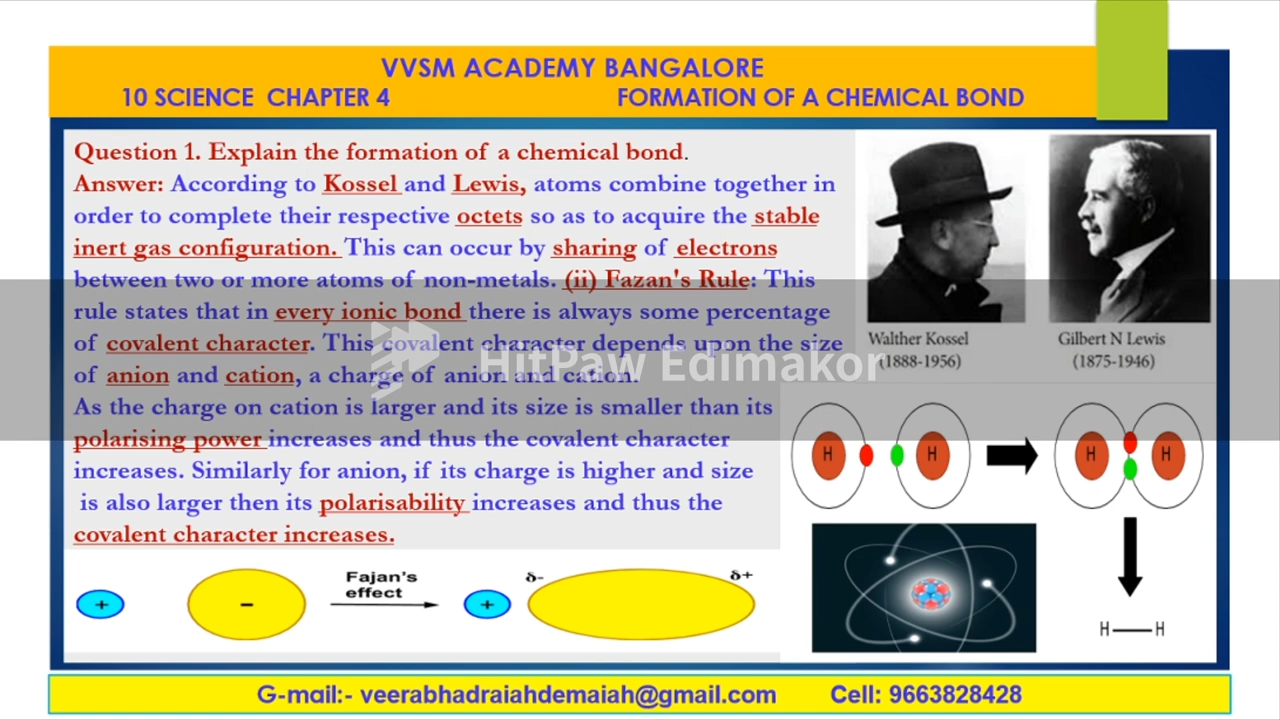 VVSM ACADEMY BANGALORE
10 SCIENCE CHAPTER 4 FORMATION OF A CHEMICAL BOND
Question 1. Explain the formation of a chemical bond.
Answer: According to Kossel and Lewis, atoms combine together in
order to complete their respective octets so as to acquire the stable
inert gas configuration. This can occur by sharing of electrons
between two or more atoms of non-metals. (ii) Fazan's Rule: This
rule states that in every ionic bond there is always some percentage
of covalent character. This covalent character depends upon the size
of anion and cation, a charge of anion and cation.
As the charge on cation is larger and its size is smaller than its
polarising power increases and thus the covalent character
increases. Similarly for anion, if its charge is higher and size
is also larger then its polarisability increases and thus the
covalent character increases.
HitPaw Edimakor
Walther Kossel
(1888-1956)
Gilbert N Lewis
(1875-1946)
H H H H
H—H
+ - Fajan's
effect + δ- δ+
G-mail:- veerabhadraiahdemaiah@gmail.com Cell: 9663828428